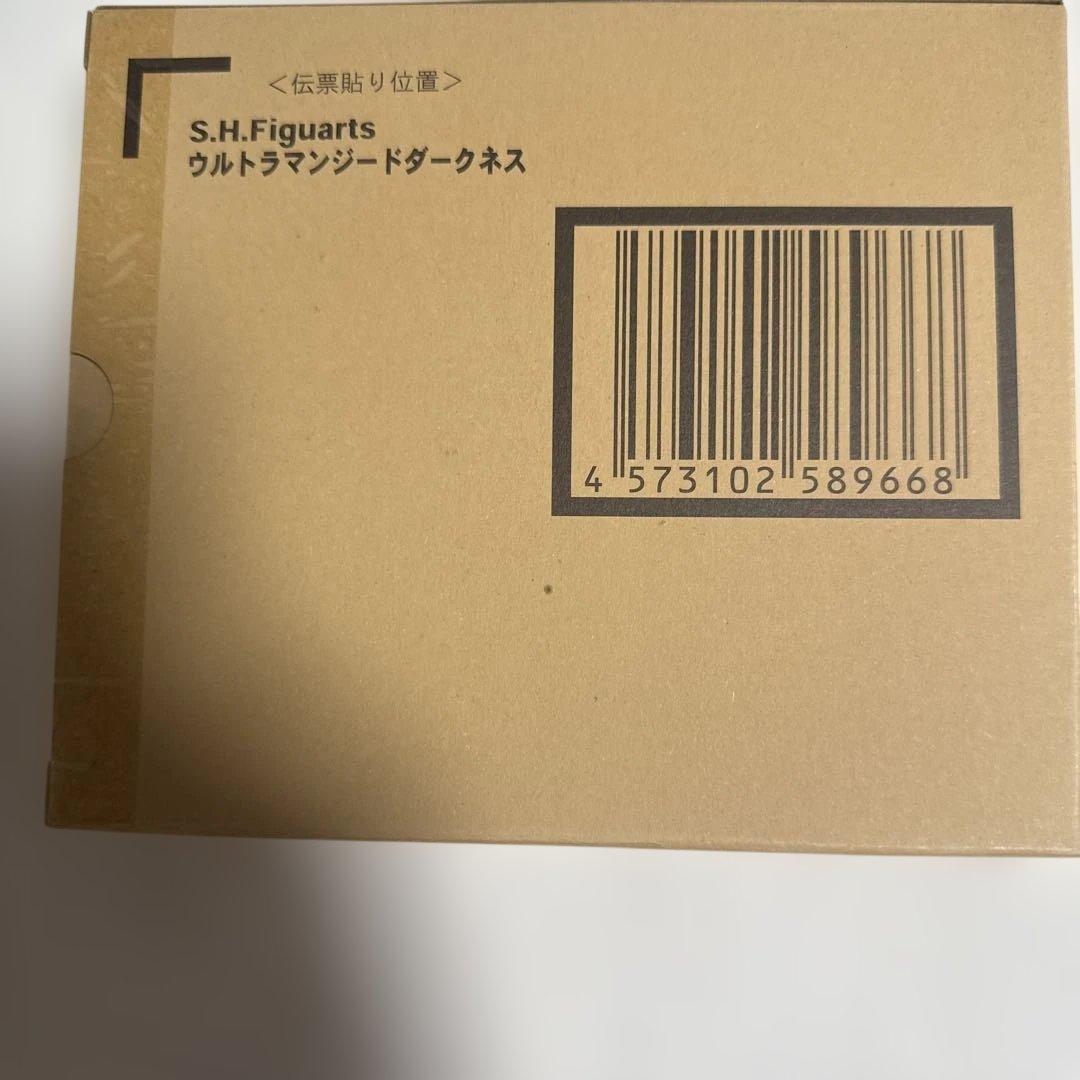 <伝票貼り位置>
S.H.Figuarts
ウルトラマンジードダークネス
4 573102 589668